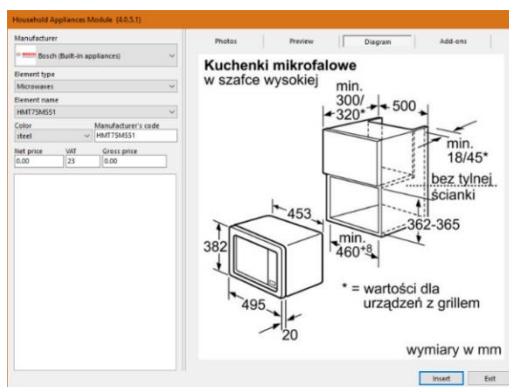 Household Appliances Module (4.0.5.1)
Manufacturer
BOSCH Bosch (Built-in appliances)
Element type
Microwaves
Element name
HMT75M551
Color
Manufacturer's code
steel
HMT75M551
Net price
VAT
Gross price
0.00
23
0.00
Photos
Preview
Diagram
Add-ons
Kuchenki mikrofalowe
w szafce wysokiej
min.
300/
320*
500
min.
18/45*
bez tylnej
ścianki
362-365
min.
460+8
453
382
495
20
* = wartości dla
urządzeń z grillem
wymiary w mm
Insert
Exit